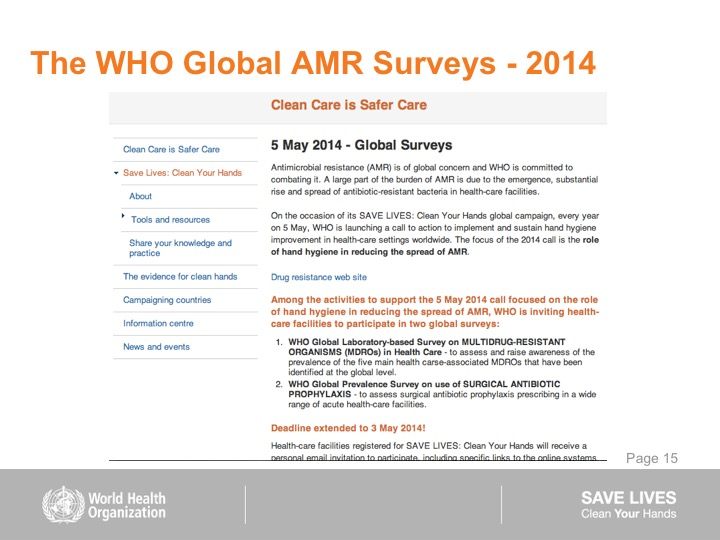 The WHO Global AMR Surveys - 2014
Clean Care is Safer Care
Clean Care is Safer Care
Save Lives: Clean Your Hands
About
Tools and resources
Share your knowledge and
practice
The evidence for clean hands
Campaigning countries
Information centre
News and events
5 May 2014 - Global Surveys
Antimicrobial resistance (AMR) is of global concern and WHO is committed to
combating it. A large part of the burden of AMR is due to the emergence, substantial
rise and spread of antibiotic-resistant bacteria in health-care facilities.
On the occasion of its SAVE LIVES: Clean Your Hands global campaign, every year
on 5 May, WHO is launching a call to action to implement and sustain hand hygiene
improvement in health-care settings worldwide. The focus of the 2014 call is the role
of hand hygiene in reducing the spread of AMR.
Drug resistance web site
Among the activities to support the 5 May 2014 call focused on the role
of hand hygiene in reducing the spread of AMR, WHO is inviting health-
care facilities to participate in two global surveys:
1. WHO Global Laboratory-based Survey on MULTIDRUG-RESISTANT
ORGANISMS (MDROs) in Health Care - to assess and raise awareness of the
prevalence of the five main health carse-associated MDROs that have been
identified at the global level.
2. WHO Global Prevalence Survey on use of SURGICAL ANTIBIOTIC
PROPHYLAXIS - to assess surgical antibiotic prophylaxis prescribing in a wide
range of acute health-care facilities.
Deadline extended to 3 May 2014!
Health-care facilities registered for SAVE LIVES: Clean Your Hands will receive a
personal email invitation to participate, including specific links to the online systems
Page 15
World Health
Organization
SAVE LIVES
Clean Your Hands